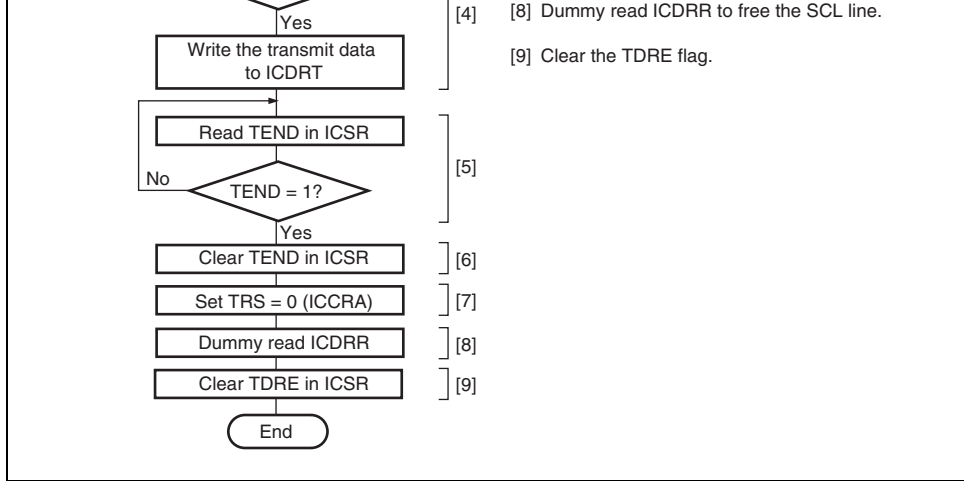 Yes
[4]
[8] Dummy read ICDRR to free the SCL line.
Write the transmit data
to ICDRT
[9] Clear the TDRE flag.
Read TEND in ICSR
[5]
No
TEND = 1?
Yes
Clear TEND in ICSR
[6]
Set TRS = 0 (ICCRA)
[7]
Dummy read ICDRR
[8]
Clear TDRE in ICSR
[9]
End